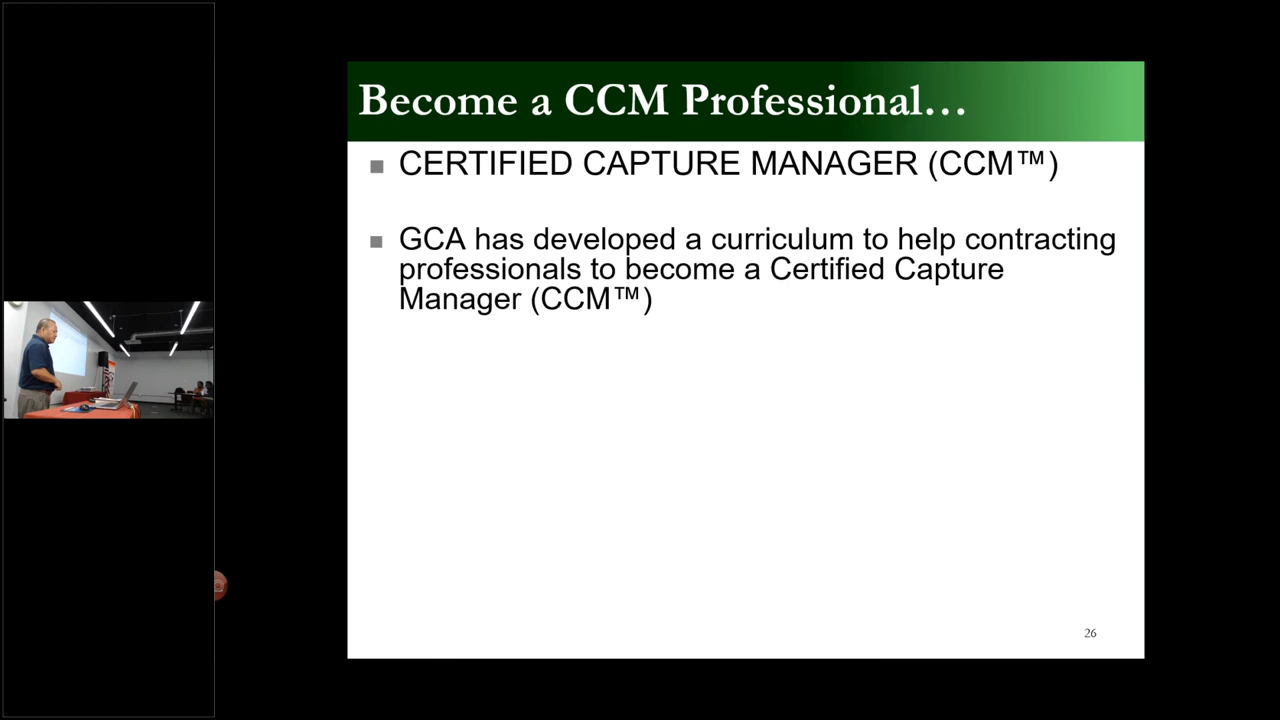 Become a CCM Professional…
CERTIFIED CAPTURE MANAGER (CCM™)
GCA has developed a curriculum to help contracting
professionals to become a Certified Capture
Manager (CCM™)
26